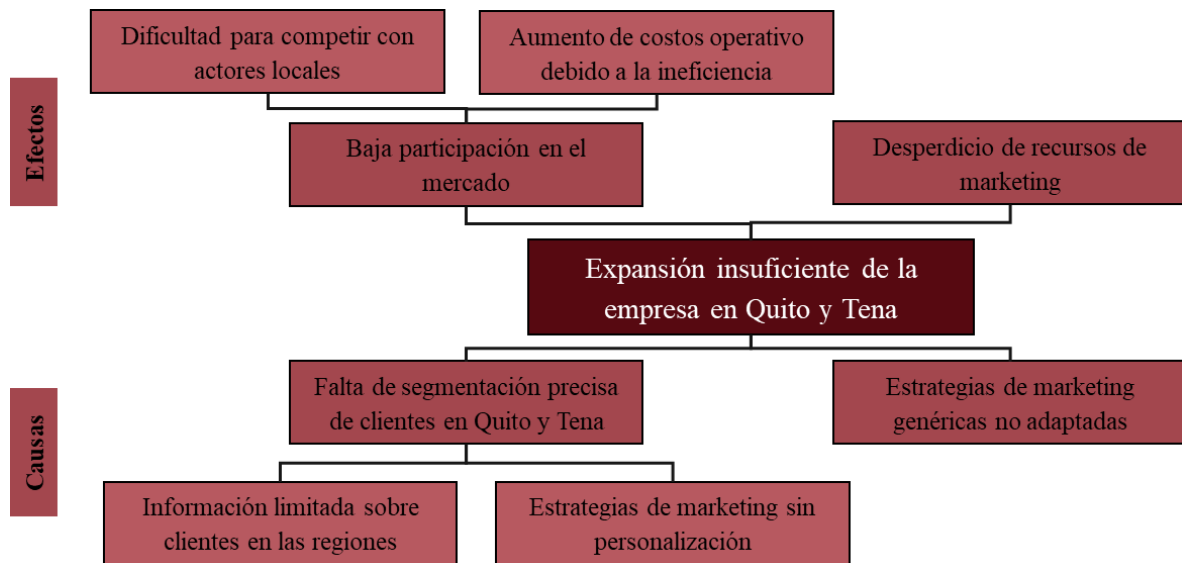 Dificultad para competir con
actores locales
Aumento de costos operativo
debido a la ineficiencia
Efectos
Baja participación en el
mercado
Desperdicio de recursos de
marketing
Expansión insuficiente de la
empresa en Quito y Tena
Causas
Falta de segmentación precisa
de clientes en Quito y Tena
Estrategias de marketing
genéricas no adaptadas
Información limitada sobre
clientes en las regiones
Estrategias de marketing sin
personalización